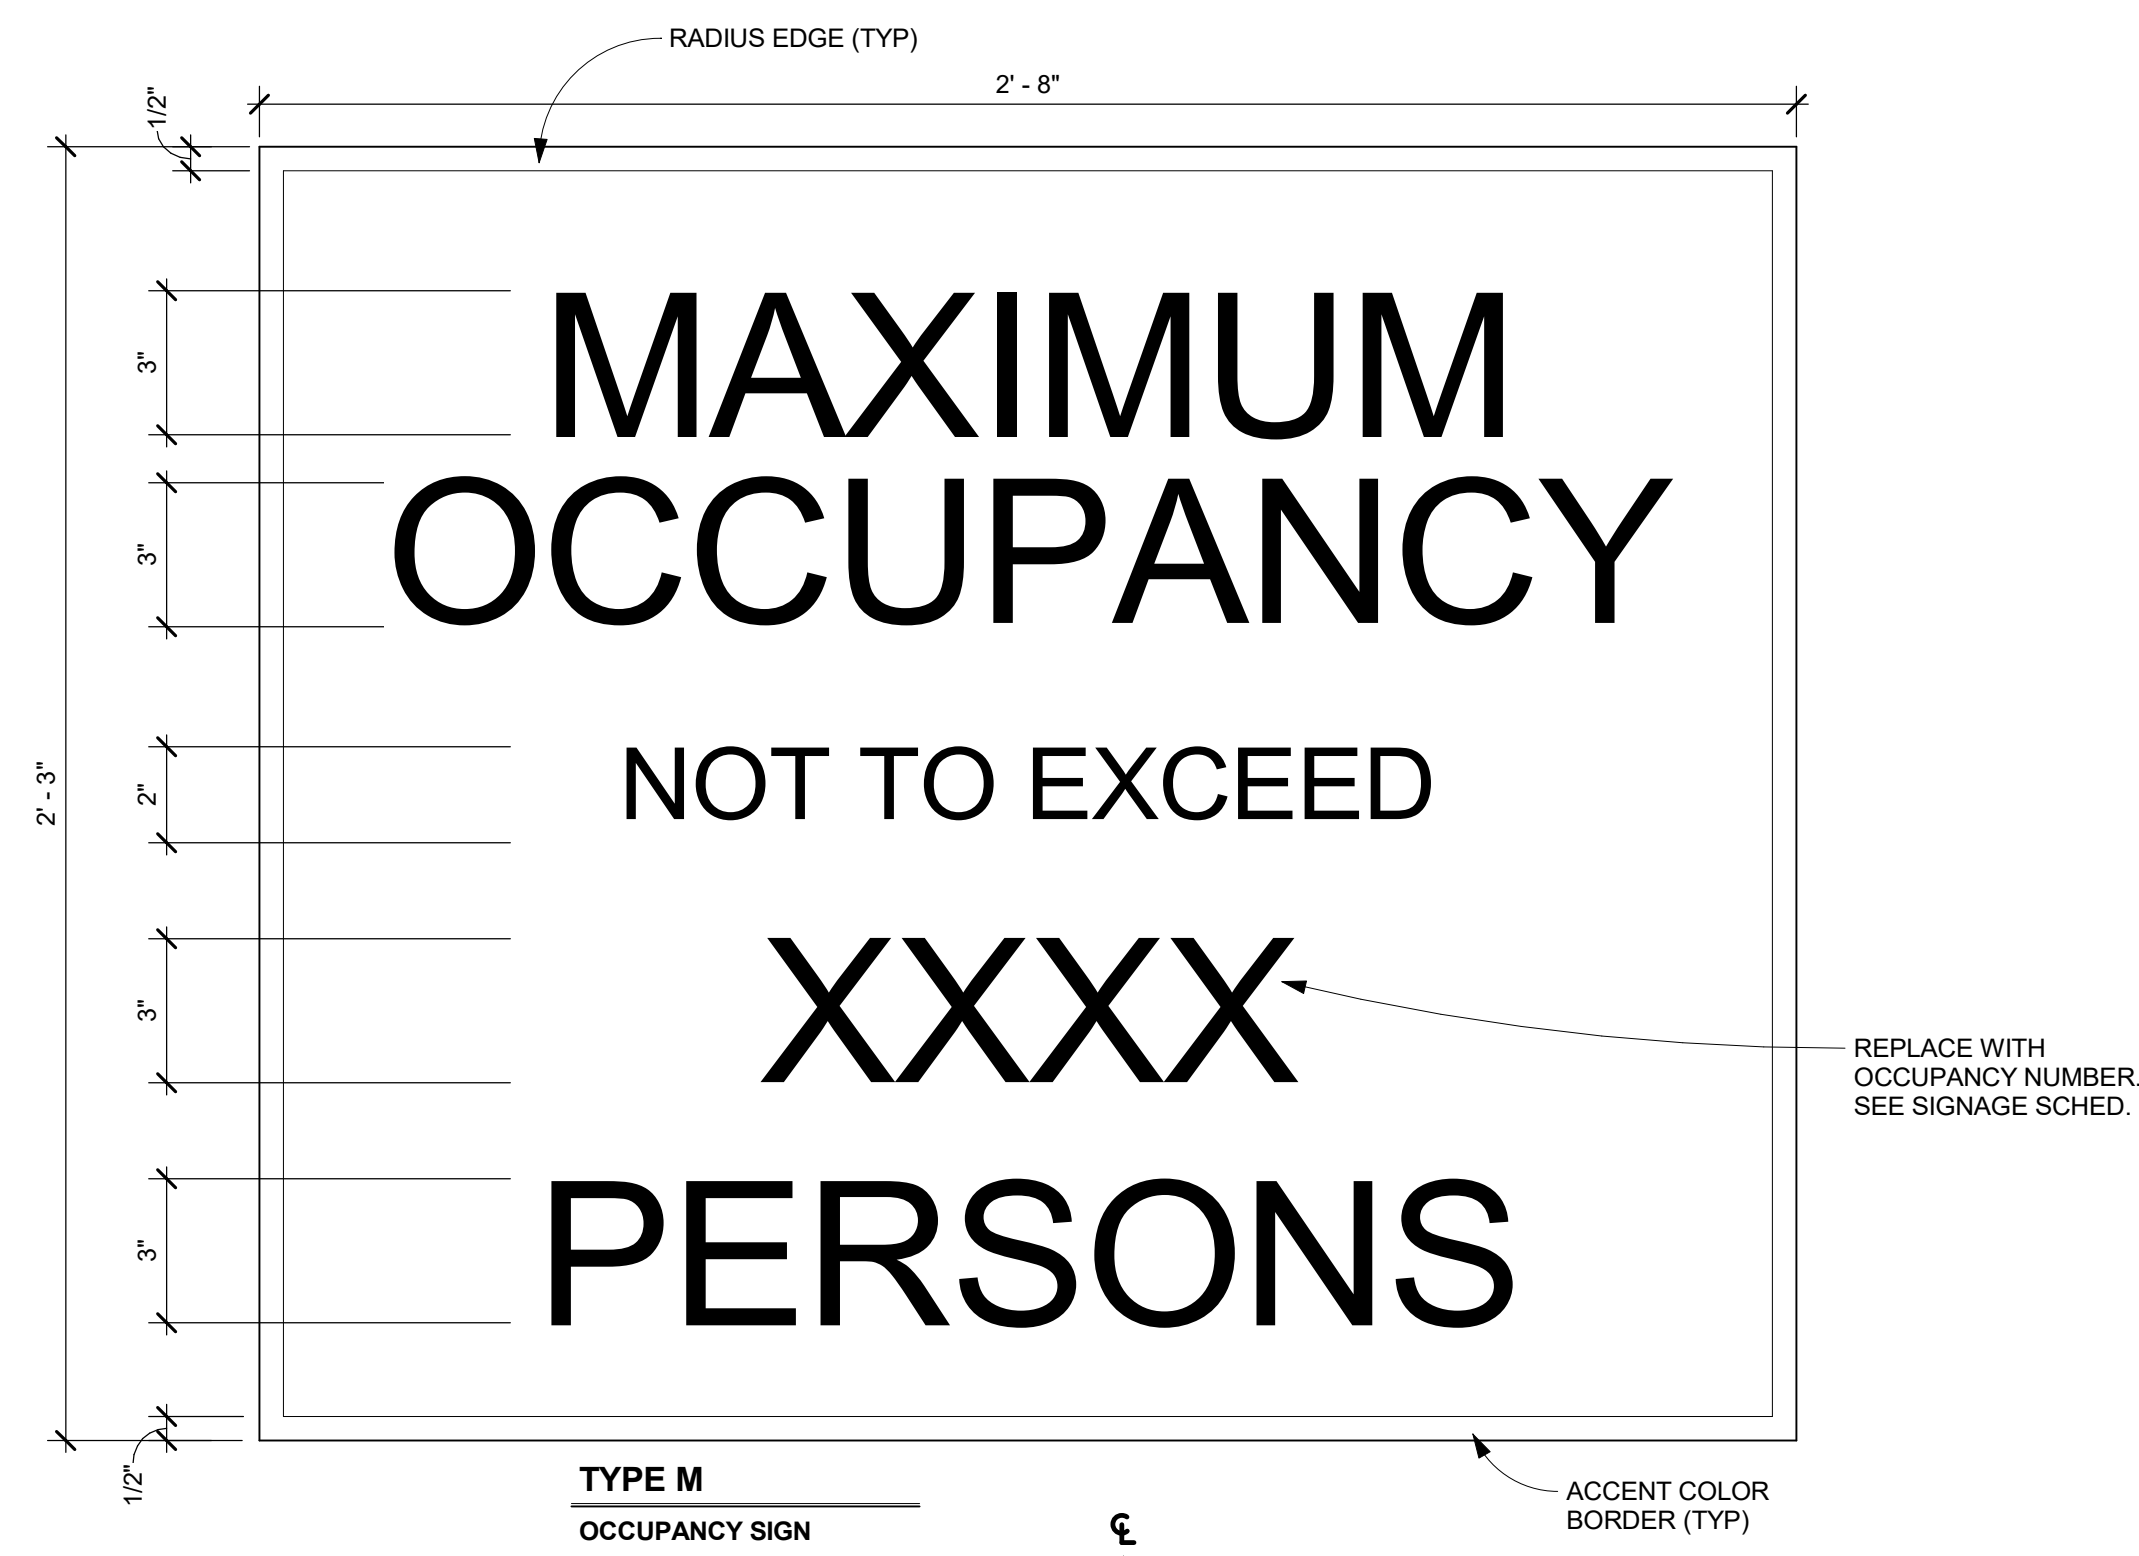 RADIUS EDGE (TYP)
2' - 8"
1/2"
MAXIMUM
3"
OCCUPANCY
3"
2' - 3"
NOT TO EXCEED
2"
XXXX
3"
REPLACE WITH
OCCUPANCY NUMBER.
SEE SIGNAGE SCHED.
PERSONS
3"
1/2"
TYPE M
OCCUPANCY SIGN
℄
ACCENT COLOR
BORDER (TYP)